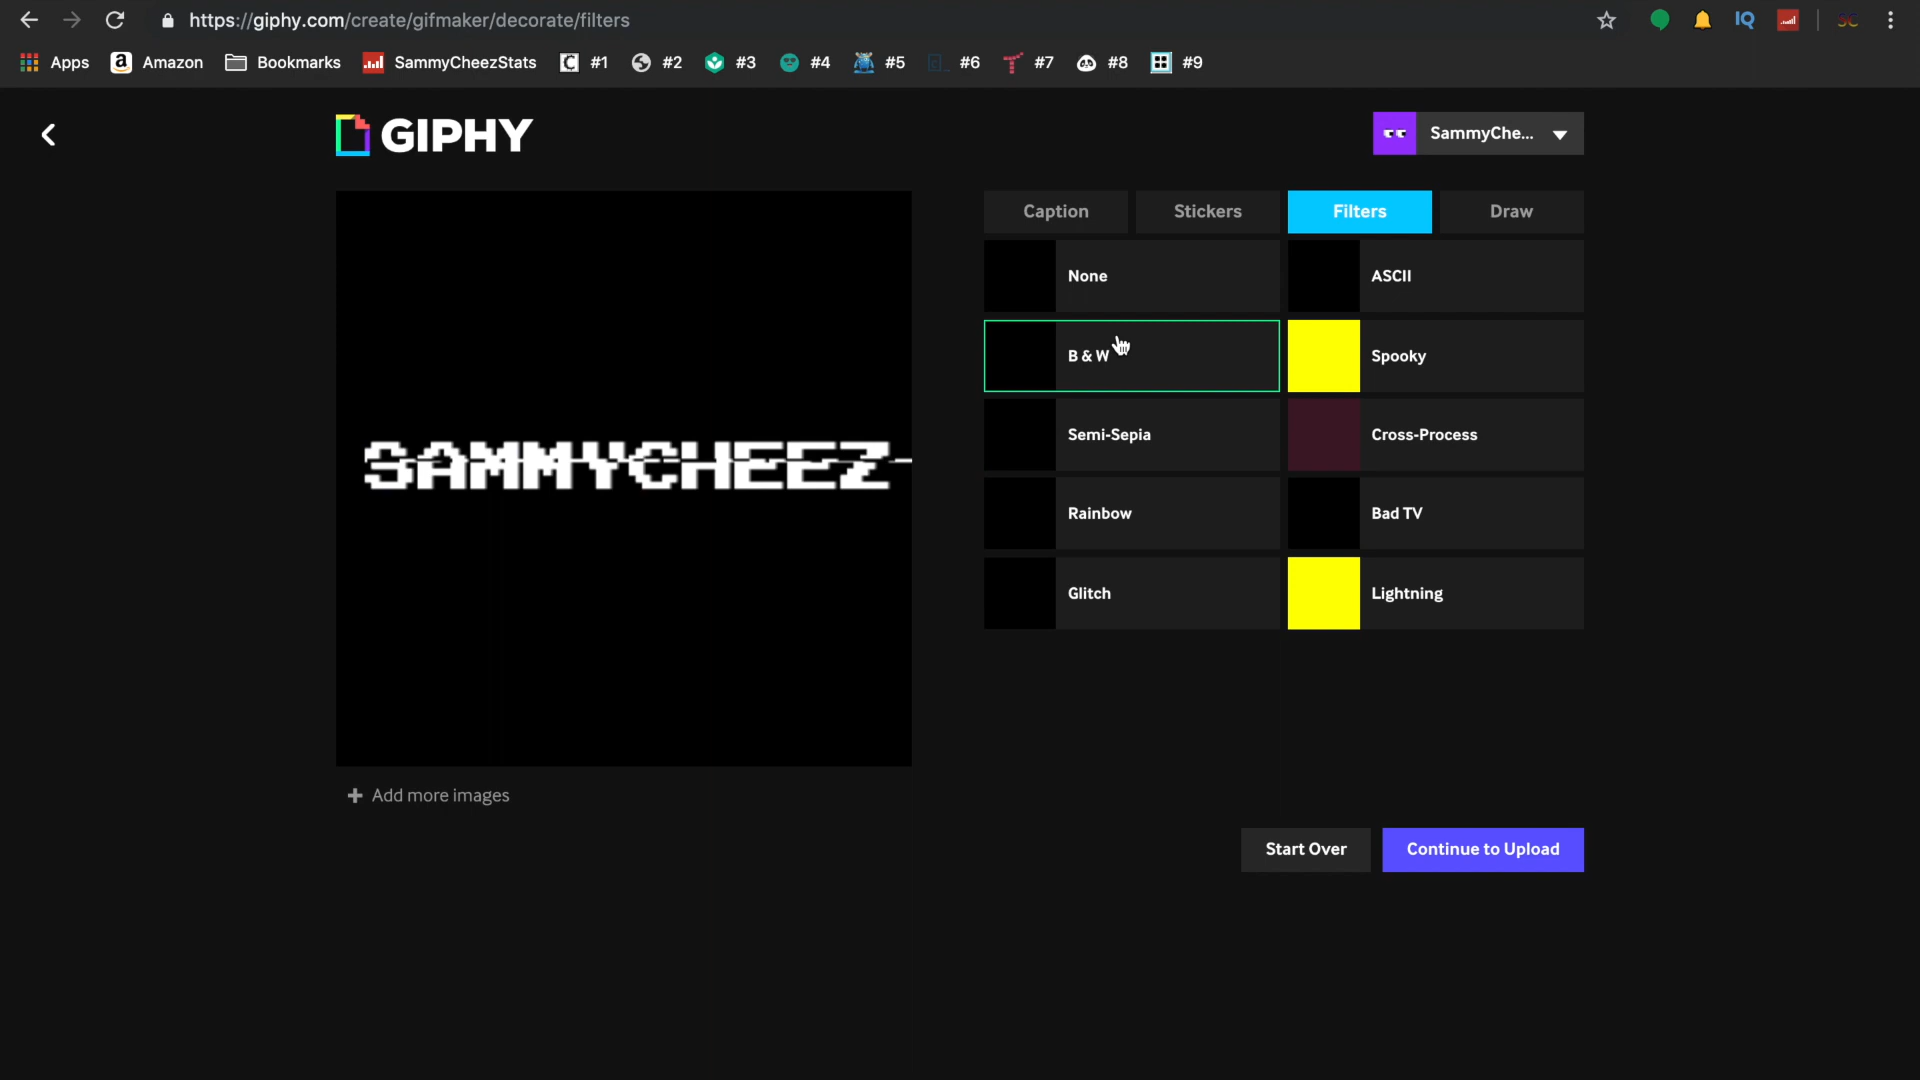 https://giphy.com/create/gifmaker/decorate/filters
IQ
Apps Amazon Bookmarks SammyCheezStats #1 #2 #3 #4 #5 #6 #7 #8 #9
GIPHY
SammyChe...
Caption Stickers Filters Draw
None ASCII
B & W Spooky
SAMMYCHEEZ
Semi-Sepia Cross-Process
Rainbow Bad TV
Glitch Lightning
Add more images
Start Over Continue to Upload